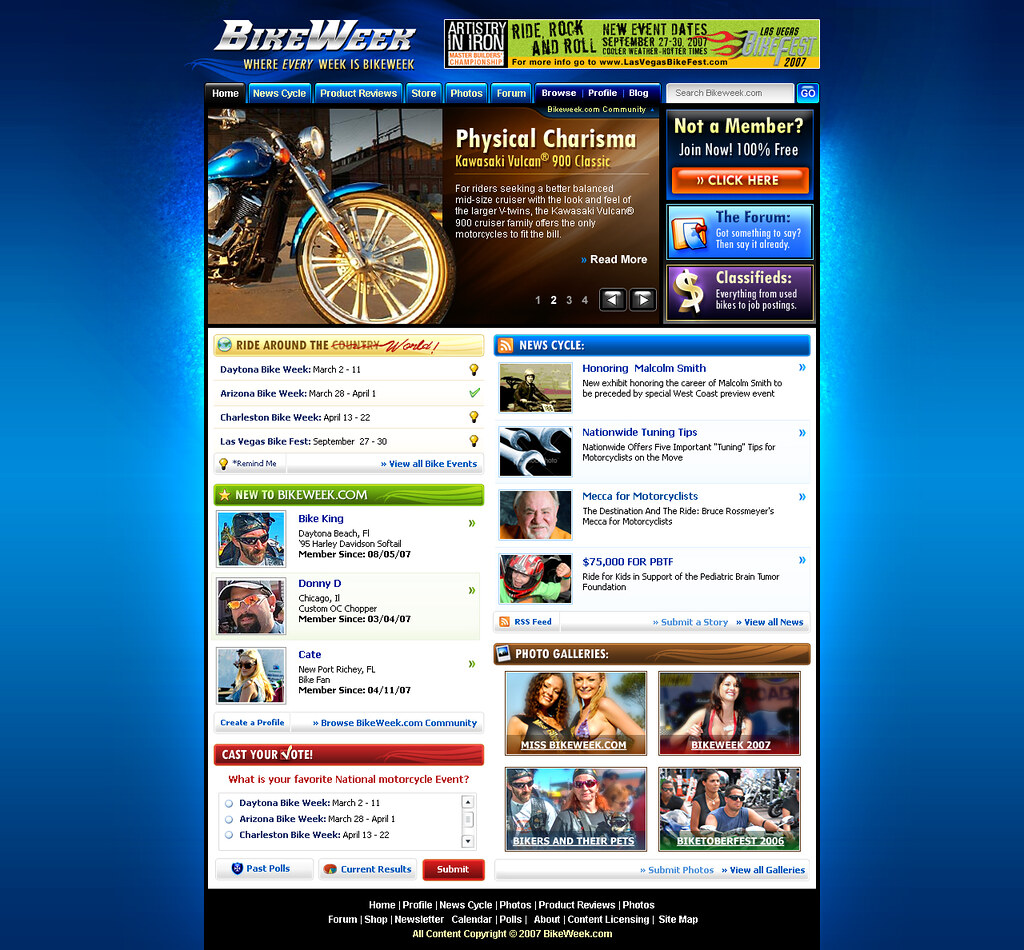 BIKEWEEK
WHERE EVERY WEEK IS BIKEWEEK
ARTISTRY
IN IRON
MASTER BUILDERS'
CHAMPIONSHIP
RIDE, ROCK
AND ROLL
NEW EVENT DATES
SEPTEMBER 27-30, 2007
COOLER WEATHER-HOTTER TIMES
For more info go to www.LasVegasBikeFest.com
LAS VEGAS
BIKEFEST
2007
Home News Cycle Product Reviews Store Photos Forum Browse | Profile | Blog
Search Bikeweek.com GO
Bikeweek.com Community
Physical Charisma
Kawasaki Vulcan® 900 Classic
For riders seeking a better balanced
mid-size cruiser with the look and feel of
the larger V-twins, the Kawasaki Vulcan®
900 cruiser family offers the only
motorcycles to fit the bill.
» Read More
1 2 3 4
Not a Member?
Join Now! 100% Free
» CLICK HERE
The Forum:
Got something to say?
Then say it already.
Classifieds:
Everything from used
bikes to job postings.
RIDE AROUND THE COUNTRY World!
Daytona Bike Week: March 2 - 11
Arizona Bike Week: March 28 - April 1
Charleston Bike Week: April 13 - 22
Las Vegas Bike Fest: September 27 - 30
*Remind Me
» View all Bike Events
NEW TO BIKEWEEK.COM
Bike King
Daytona Beach, Fl
'95 Harley Davidson Softail
Member Since: 08/05/07
»
Donny D
Chicago, Il
Custom OC Chopper
Member Since: 03/04/07
»
Cate
New Port Richey, FL
Bike Fan
Member Since: 04/11/07
»
Create a Profile
» Browse BikeWeek.com Community
CAST YOUR VOTE!
What is your favorite National motorcycle Event?
Daytona Bike Week: March 2 - 11
Arizona Bike Week: March 28 - April 1
Charleston Bike Week: April 13 - 22
Past Polls
Current Results
Submit
NEWS CYCLE:
Honoring Malcolm Smith
»
New exhibit honoring the career of Malcolm Smith to
be preceded by special West Coast preview event
Nationwide Tuning Tips
»
Nationwide Offers Five Important "Tuning" Tips for
Motorcyclists on the Move
Mecca for Motorcyclists
»
The Destination And The Ride: Bruce Rossmeyer's
Mecca for Motorcyclists
$75,000 FOR PBTF
»
Ride for Kids in Support of the Pediatric Brain Tumor
Foundation
RSS Feed
» Submit a Story » View all News
PHOTO GALLERIES:
MISS BIKEWEEK.COM
BIKEWEEK 2007
BIKERS AND THEIR PETS
BIKETOBERFEST 2006
» Submit Photos » View all Galleries
Home | Profile | News Cycle | Photos | Product Reviews | Photos
Forum | Shop | Newsletter Calendar | Polls | About | Content Licensing | Site Map
All Content Copyright © 2007 BikeWeek.com